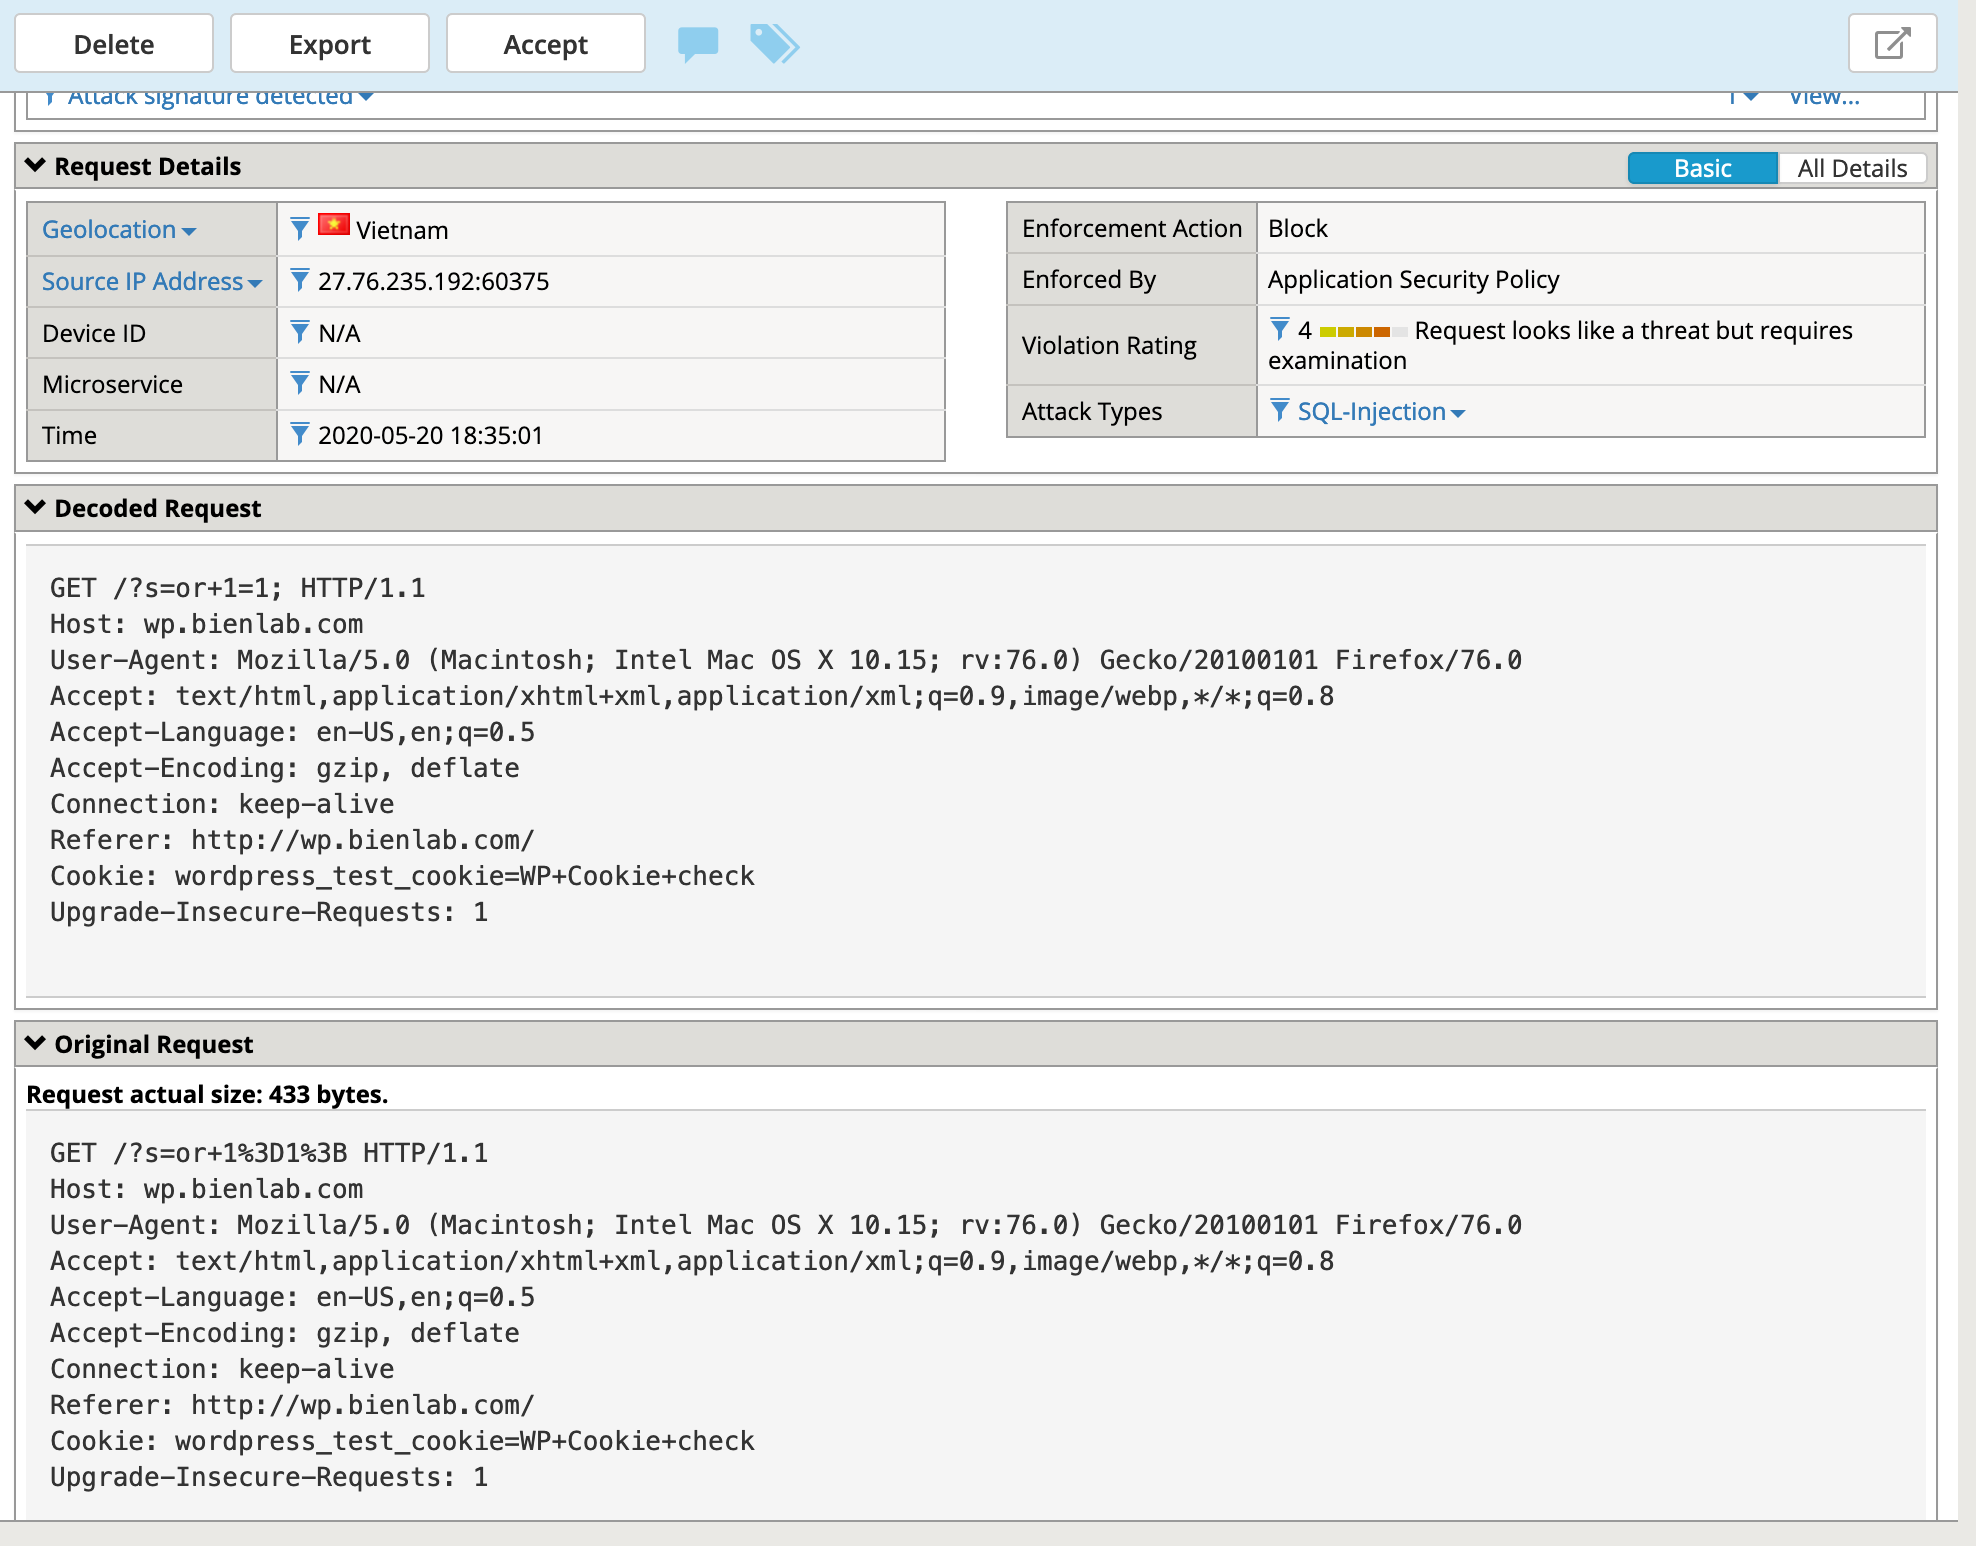 Delete Export Accept
Attack signature detected 1 View...
Request Details Basic All Details
Geolocation Vietnam
Source IP Address 27.76.235.192:60375
Device ID N/A
Microservice N/A
Time 2020-05-20 18:35:01
Enforcement Action Block
Enforced By Application Security Policy
Violation Rating 4 Request looks like a threat but requires
examination
Attack Types SQL-Injection
Decoded Request
GET /?s=or+1=1; HTTP/1.1
Host: wp.bienlab.com
User-Agent: Mozilla/5.0 (Macintosh; Intel Mac OS X 10.15; rv:76.0) Gecko/20100101 Firefox/76.0
Accept: text/html,application/xhtml+xml,application/xml;q=0.9,image/webp,*/*;q=0.8
Accept-Language: en-US,en;q=0.5
Accept-Encoding: gzip, deflate
Connection: keep-alive
Referer: http://wp.bienlab.com/
Cookie: wordpress_test_cookie=WP+Cookie+check
Upgrade-Insecure-Requests: 1
Original Request
Request actual size: 433 bytes.
GET /?s=or+1%3D1%3B HTTP/1.1
Host: wp.bienlab.com
User-Agent: Mozilla/5.0 (Macintosh; Intel Mac OS X 10.15; rv:76.0) Gecko/20100101 Firefox/76.0
Accept: text/html,application/xhtml+xml,application/xml;q=0.9,image/webp,*/*;q=0.8
Accept-Language: en-US,en;q=0.5
Accept-Encoding: gzip, deflate
Connection: keep-alive
Referer: http://wp.bienlab.com/
Cookie: wordpress_test_cookie=WP+Cookie+check
Upgrade-Insecure-Requests: 1